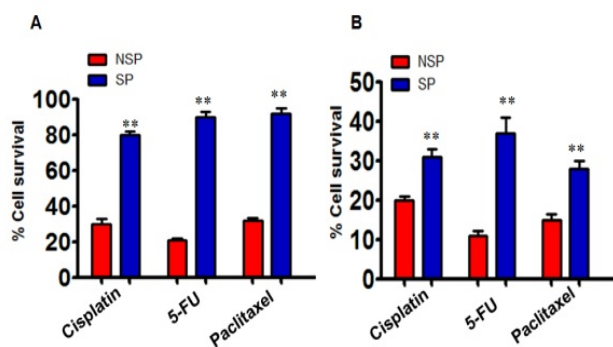 A
NSP
SP
% Cell survival
100
80
60
40
20
0
**
**
**
Cisplatin
5-FU
Paclitaxel
B
NSP
SP
% Cell survival
50
40
30
20
10
0
**
**
**
Cisplatin
5-FU
Paclitaxel